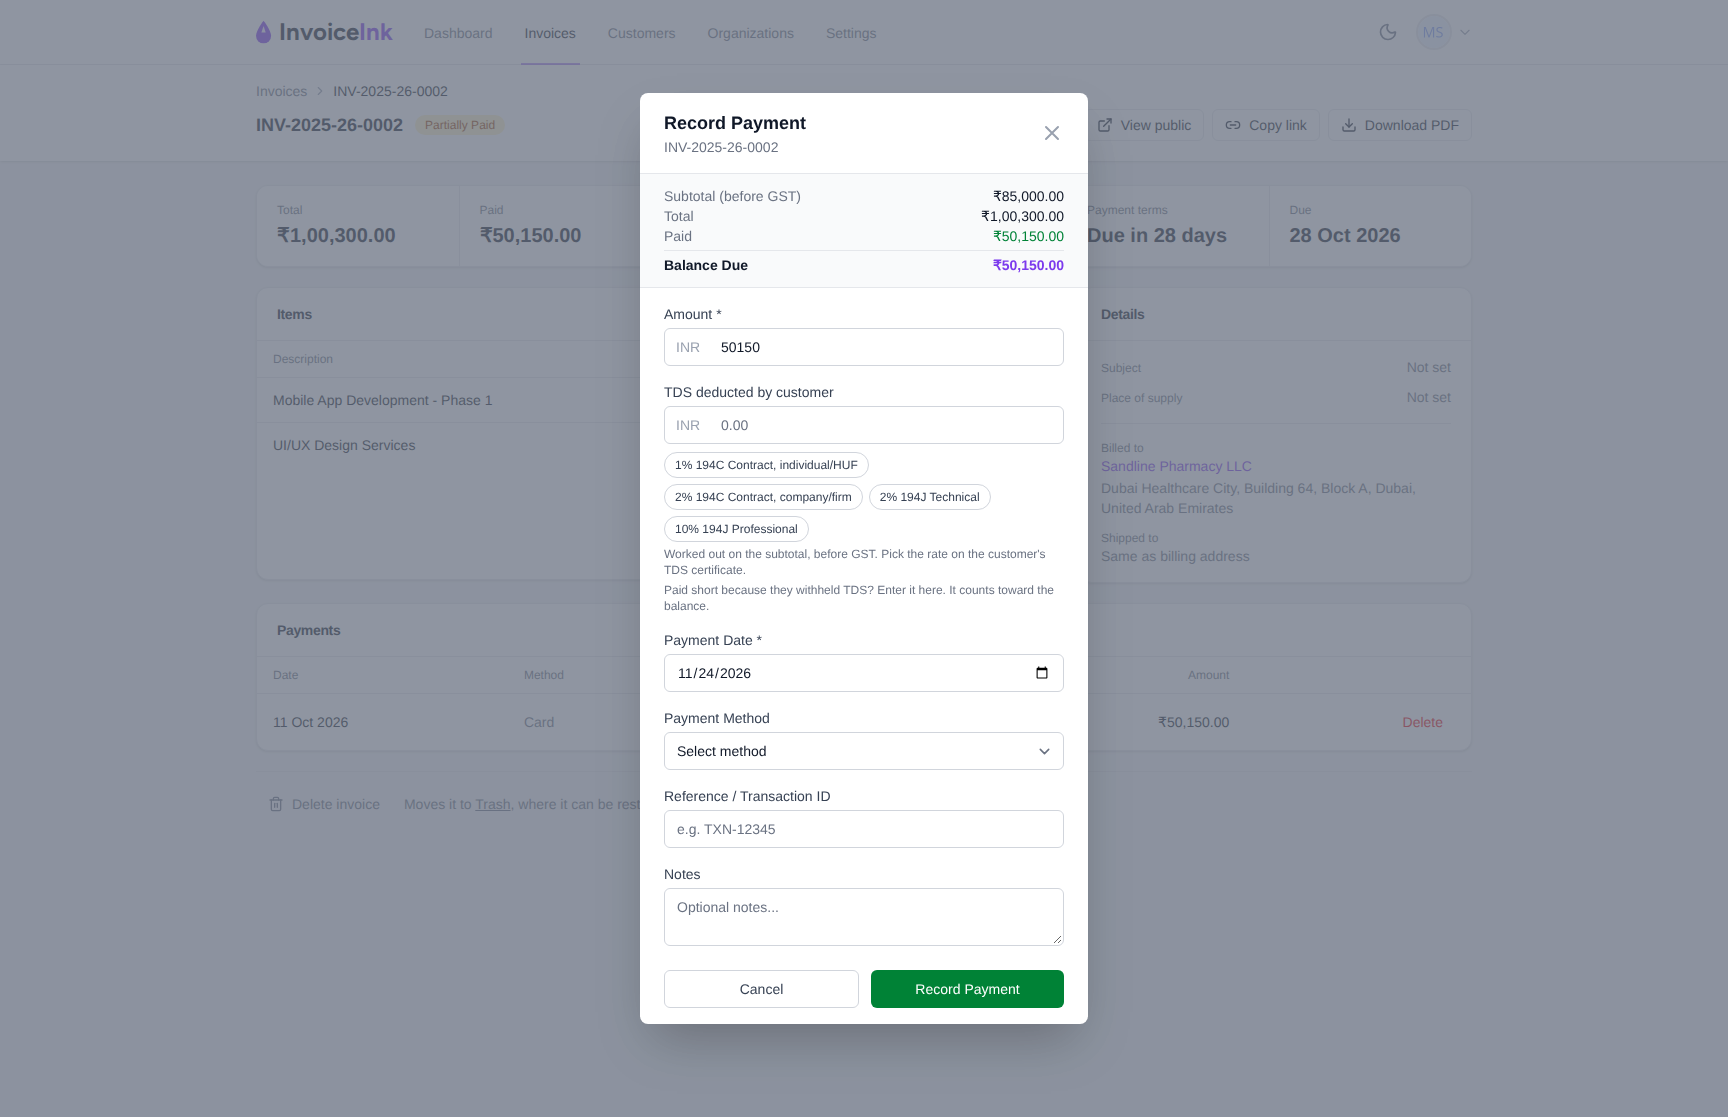 InvoiceInk
Dashboard
Invoices
Customers
Organizations
Settings
MS
Invoices
INV-2025-26-0002
INV-2025-26-0002
Partially Paid
View public
Copy link
Download PDF
Total
₹1,00,300.00
Paid
₹50,150.00
Payment terms
Due in 28 days
Due
28 Oct 2026
Items
Description
Mobile App Development - Phase 1
UI/UX Design Services
Details
Subject
Not set
Place of supply
Not set
Billed to
Sandline Pharmacy LLC
Dubai Healthcare City, Building 64, Block A, Dubai,
United Arab Emirates
Shipped to
Same as billing address
Payments
Date
Method
Amount
11 Oct 2026
Card
₹50,150.00
Delete
Delete invoice
Moves it to Trash, where it can be rest
Record Payment
INV-2025-26-0002
Subtotal (before GST)
₹85,000.00
Total
₹1,00,300.00
Paid
₹50,150.00
Balance Due
₹50,150.00
Amount *
INR 50150
TDS deducted by customer
INR 0.00
1% 194C Contract, individual/HUF
2% 194C Contract, company/firm
2% 194J Technical
10% 194J Professional
Worked out on the subtotal, before GST. Pick the rate on the customer's
TDS certificate.
Paid short because they withheld TDS? Enter it here. It counts toward the
balance.
Payment Date *
11/24/2026
Payment Method
Select method
Reference / Transaction ID
e.g. TXN-12345
Notes
Optional notes...
Cancel
Record Payment